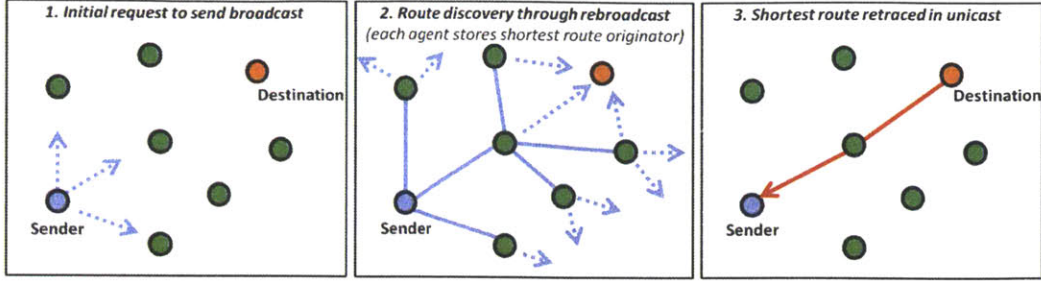 1. Initial request to send broadcast
Destination
Sender
2. Route discovery through rebroadcast
(each agent stores shortest route originator)
Sender
3. Shortest route retraced in unicast
Destination
Sender